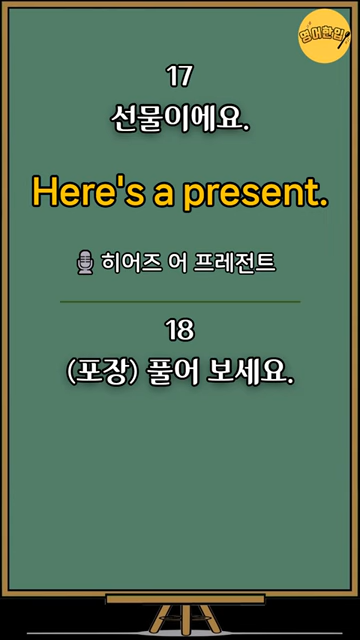 영어한입
17
선물이에요.
Here's a present.
히어즈 어 프레젠트
18
(포장) 풀어 보세요.